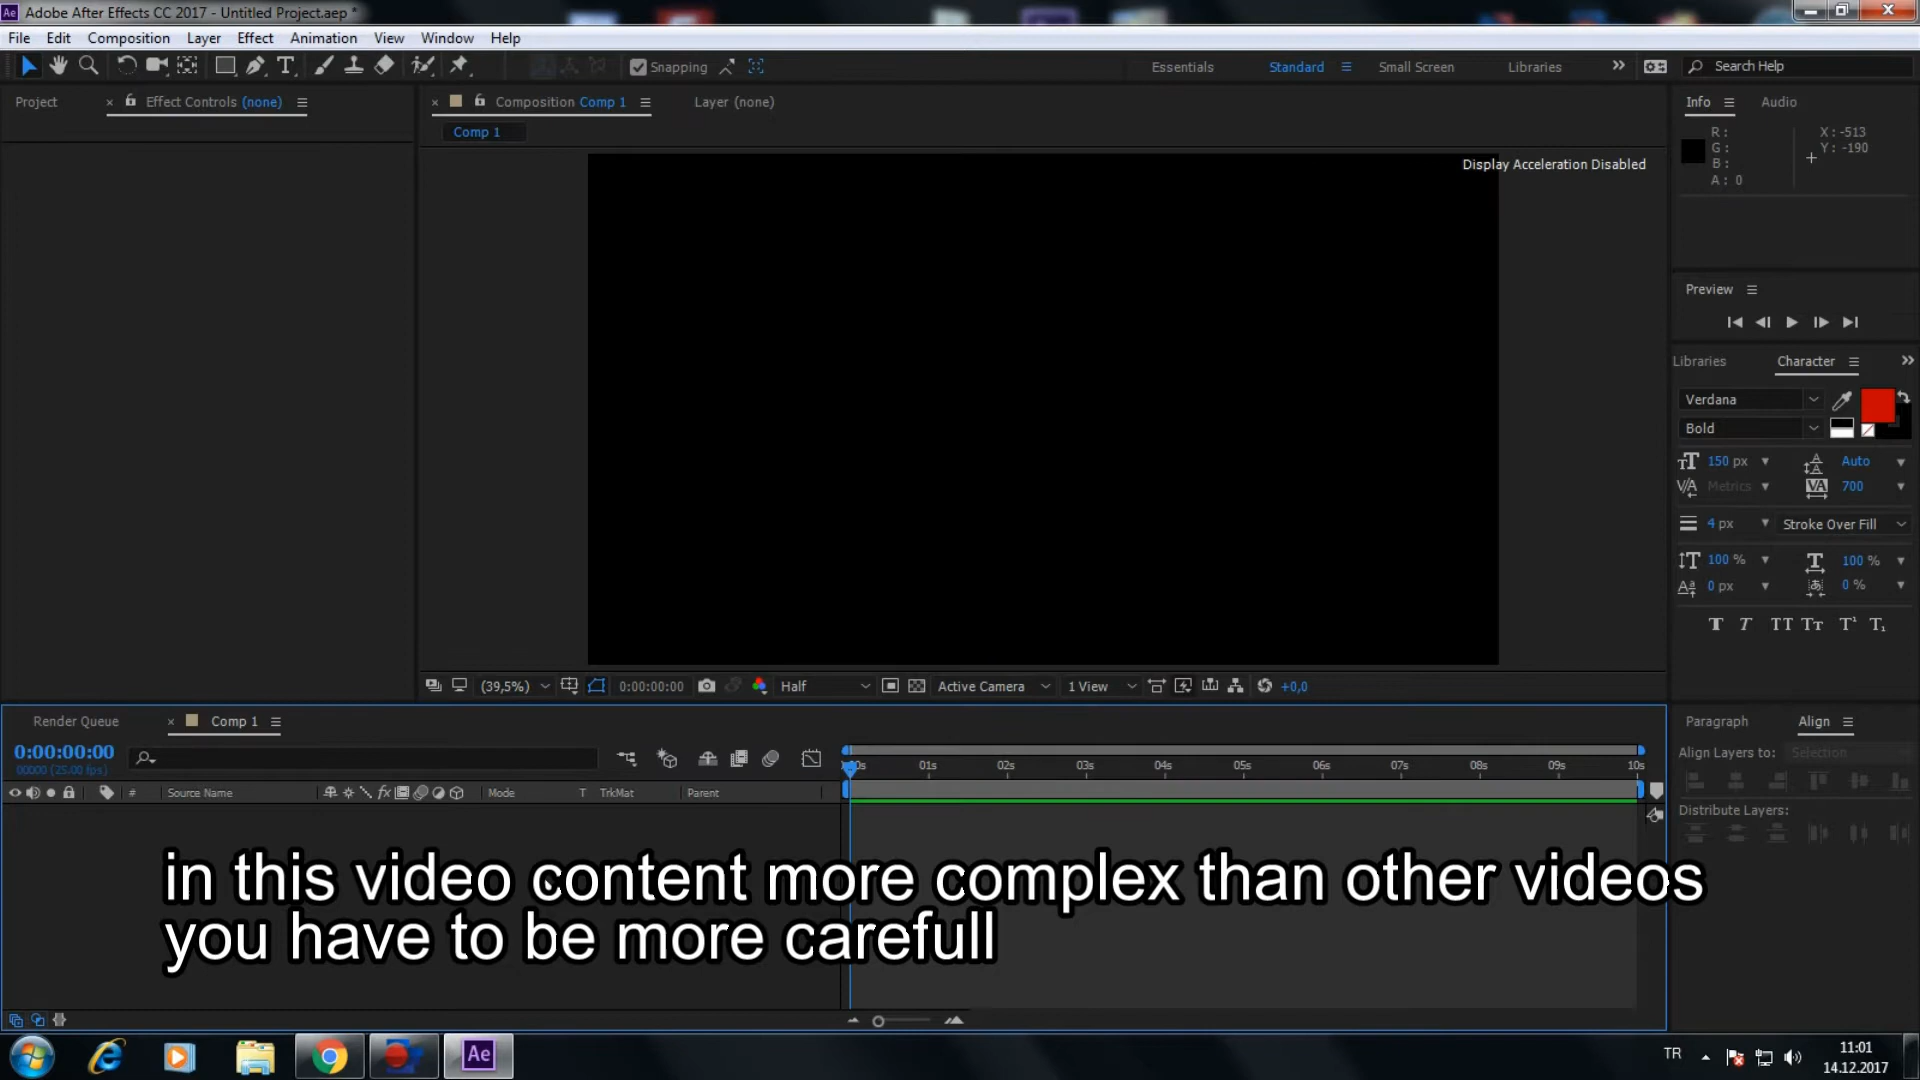 Adobe After Effects CC 2017 - Untitled Project.aep *
File Edit Composition Layer Effect Animation View Window Help
Snapping
Essentials Standard Small Screen Libraries Search Help
Project Effect Controls (none) Composition Comp 1 Layer (none) Info Audio
Comp 1
R :
G :
B :
A : 0
X : -513
Y : -190
Display Acceleration Disabled
Preview
Libraries Character
Verdana
Bold
150 px Auto
Metrics 700
4 px Stroke Over Fill
100 % 100 %
0 px 0 %
(39,5%) 0:00:00:00 Half Active Camera 1 View +0,0
Render Queue Comp 1
Paragraph Align
0:00:00:00
00000 (25.00 fps)
Align Layers to: Selection
01s 02s 03s 04s 05s 06s 07s 08s 09s 10s
# Source Name Mode T TrkMat Parent
Distribute Layers:
in this video content more complex than other videos
you have to be more carefull
TR
11:01
14.12.2017